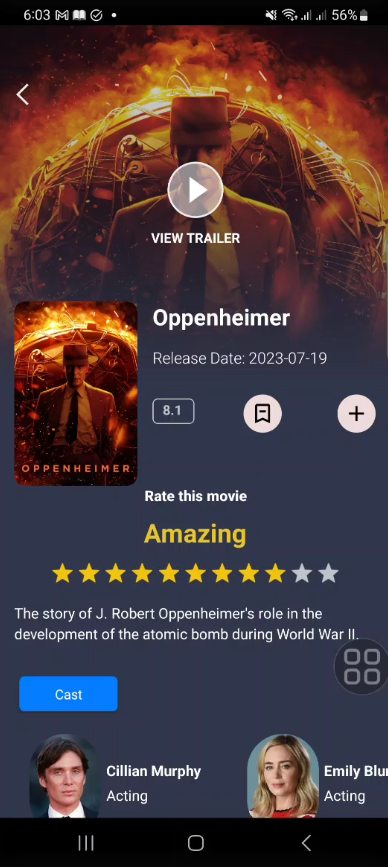 6:03
56%
VIEW TRAILER
Oppenheimer
Release Date: 2023-07-19
8.1
OPPENHEIMER
Rate this movie
Amazing
The story of J. Robert Oppenheimer's role in the
development of the atomic bomb during World War II.
Cast
Cillian Murphy
Emily Blu
Acting
Acting